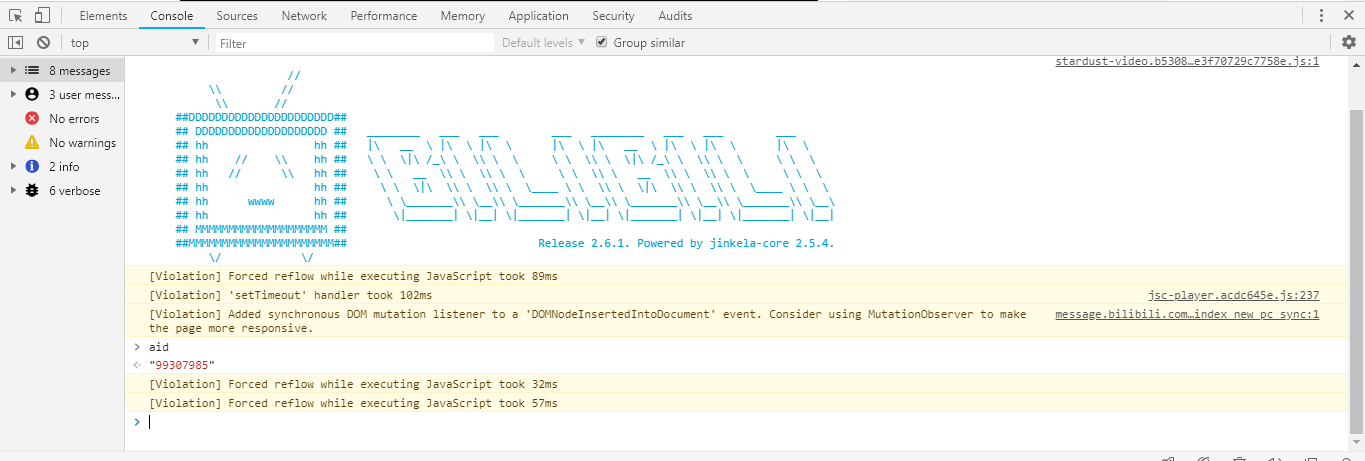 Elements Console Sources Network Performance Memory Application Security Audits
top Filter Default levels Group similar
8 messages
3 user mess...
No errors
No warnings
2 info
6 verbose
stardust-video.b5308…e3f70729c7758e.js:1
//
\\ //
\\ //
##DDDDDDDDDDDDDDDDDDDDDD##
## DDDDDDDDDDDDDDDDDDDD ##
## hh hh ##
## hh // \\ hh ##
## hh // \\ hh ##
## hh hh ##
## hh wwww hh ##
## hh hh ##
## MMMMMMMMMMMMMMMMMMMM ##
##MMMMMMMMMMMMMMMMMMMMMM##
\/ \/
BILIBILI
Release 2.6.1. Powered by jinkela-core 2.5.4.
[Violation] Forced reflow while executing JavaScript took 89ms
[Violation] 'setTimeout' handler took 102ms jsc-player.acdc645e.js:237
[Violation] Added synchronous DOM mutation listener to a 'DOMNodeInsertedIntoDocument' event. Consider using MutationObserver to make message.bilibili.com…index new pc sync:1
the page more responsive.
> aid
"99307985"
[Violation] Forced reflow while executing JavaScript took 32ms
[Violation] Forced reflow while executing JavaScript took 57ms
>